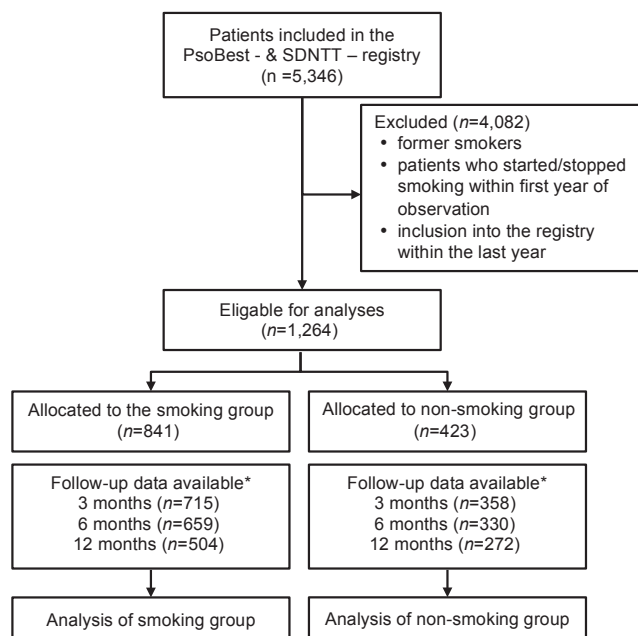 Patients included in the
PsoBest - & SDNTT – registry
(n =5,346)
Excluded (n=4,082)
• former smokers
• patients who started/stopped
smoking within first year of
observation
• inclusion into the registry
within the last year
Eligable for analyses
(n=1,264)
Allocated to the smoking group
(n=841)
Allocated to non-smoking group
(n=423)
Follow-up data available*
3 months (n=715)
6 months (n=659)
12 months (n=504)
Follow-up data available*
3 months (n=358)
6 months (n=330)
12 months (n=272)
Analysis of smoking group
Analysis of non-smoking group